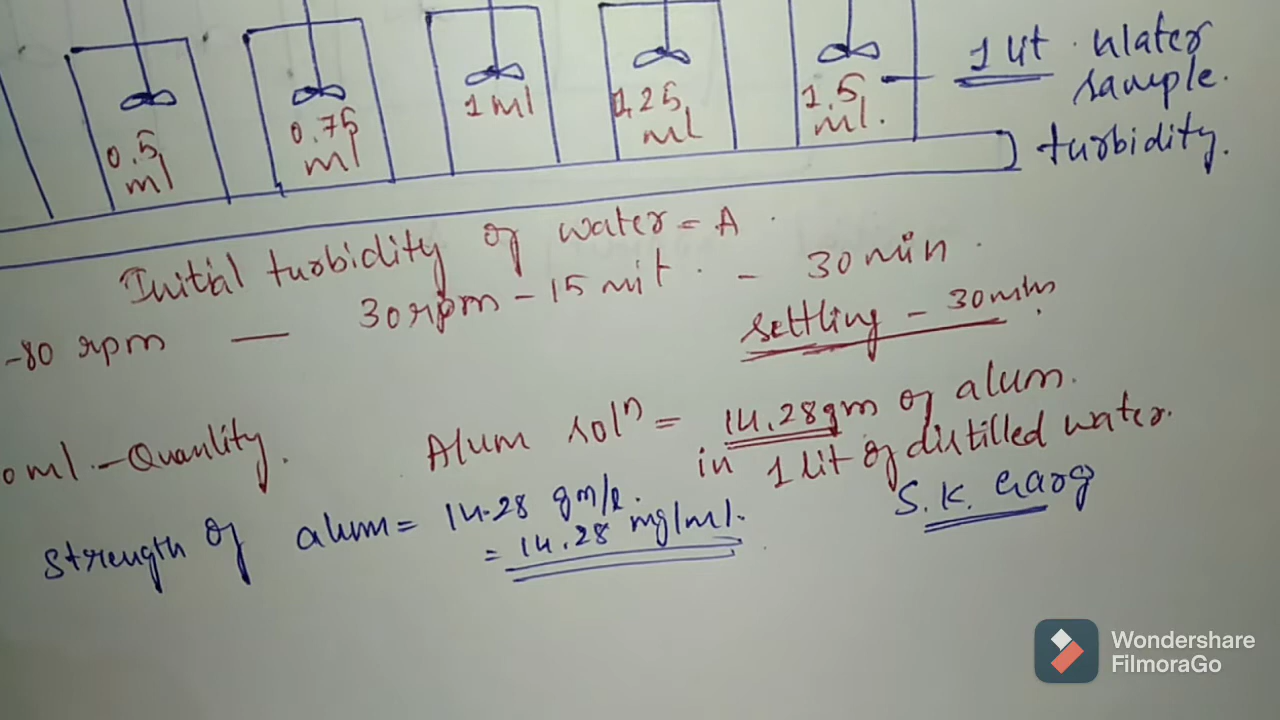 1 lit water
sample.
0.5
ml
0.75
ml
1 ml
1.25
ml
1.5
ml.
turbidity.
Initial turbidity of water = A
-80 rpm — 30 rpm - 15 mit - 30 min
settling - 30 min
0 ml - Quantity.
Alum solⁿ = 14.28 gm of alum.
in 1 lit of distilled water.
Strength of alum = 14.28 gm/l.
= 14.28 mg/ml.
S.K. Garg
Wondershare
FilmoraGo